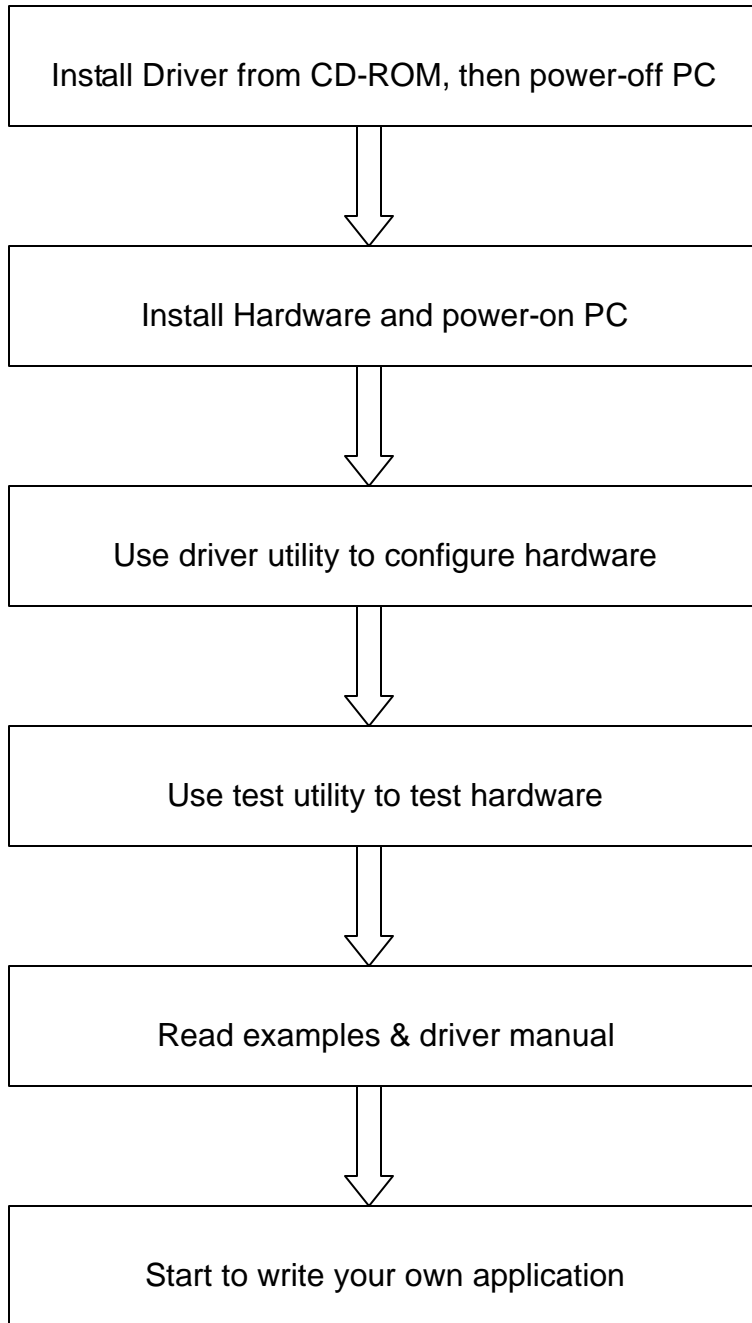 Install Driver from CD-ROM, then power-off PC
Install Hardware and power-on PC
Use driver utility to configure hardware
Use test utility to test hardware
Read examples & driver manual
Start to write your own application